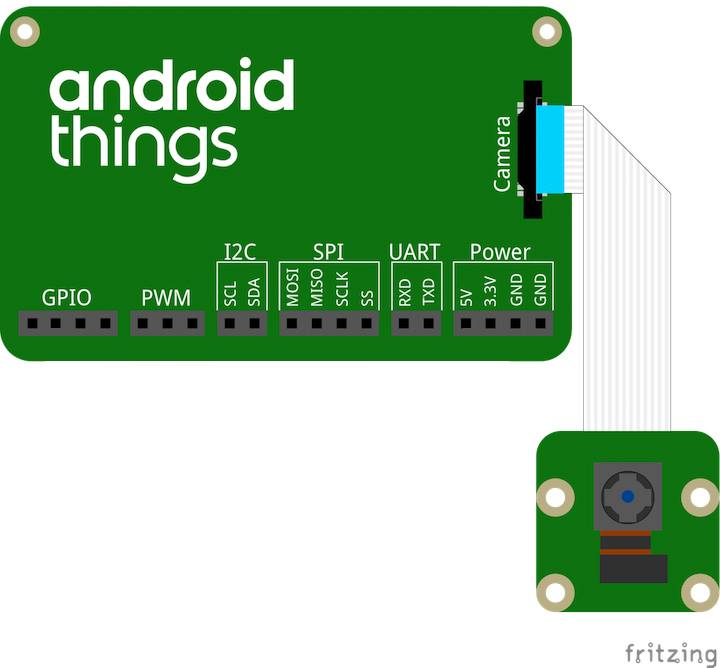 android
things
Camera
I2C
SPI
UART
Power
GPIO
PWM
SCL
SDA
MOSI
MISO
SCLK
SS
RXD
TXD
5V
3.3V
GND
GND
fritzing